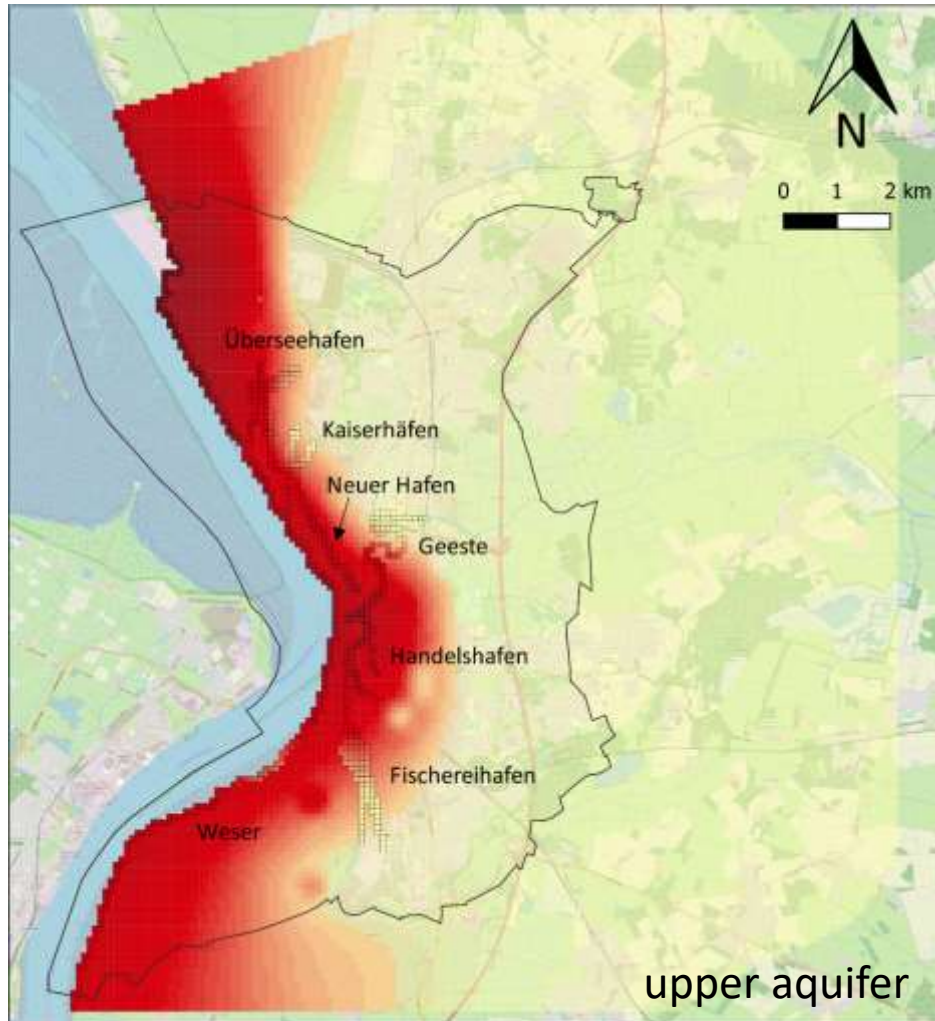 N
0 1 2 km
Überseehafen
Kaiserhäfen
Neuer Hafen
Geeste
Handelshafen
Fischereihafen
Weser
upper aquifer